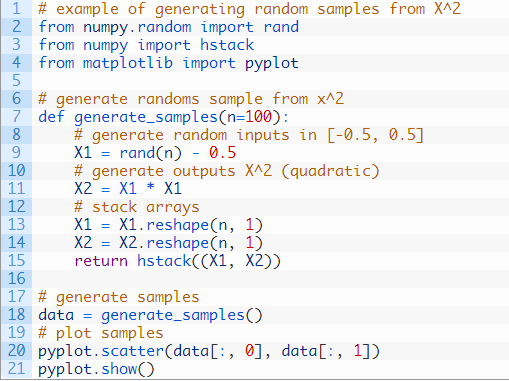 1 # example of generating random samples from X^2
2 from numpy.random import rand
3 from numpy import hstack
4 from matplotlib import pyplot
5
6 # generate randoms sample from x^2
7 def generate_samples(n=100):
8     # generate random inputs in [-0.5, 0.5]
9     X1 = rand(n) - 0.5
10     # generate outputs X^2 (quadratic)
11     X2 = X1 * X1
12     # stack arrays
13     X1 = X1.reshape(n, 1)
14     X2 = X2.reshape(n, 1)
15     return hstack((X1, X2))
16
17 # generate samples
18 data = generate_samples()
19 # plot samples
20 pyplot.scatter(data[:, 0], data[:, 1])
21 pyplot.show()